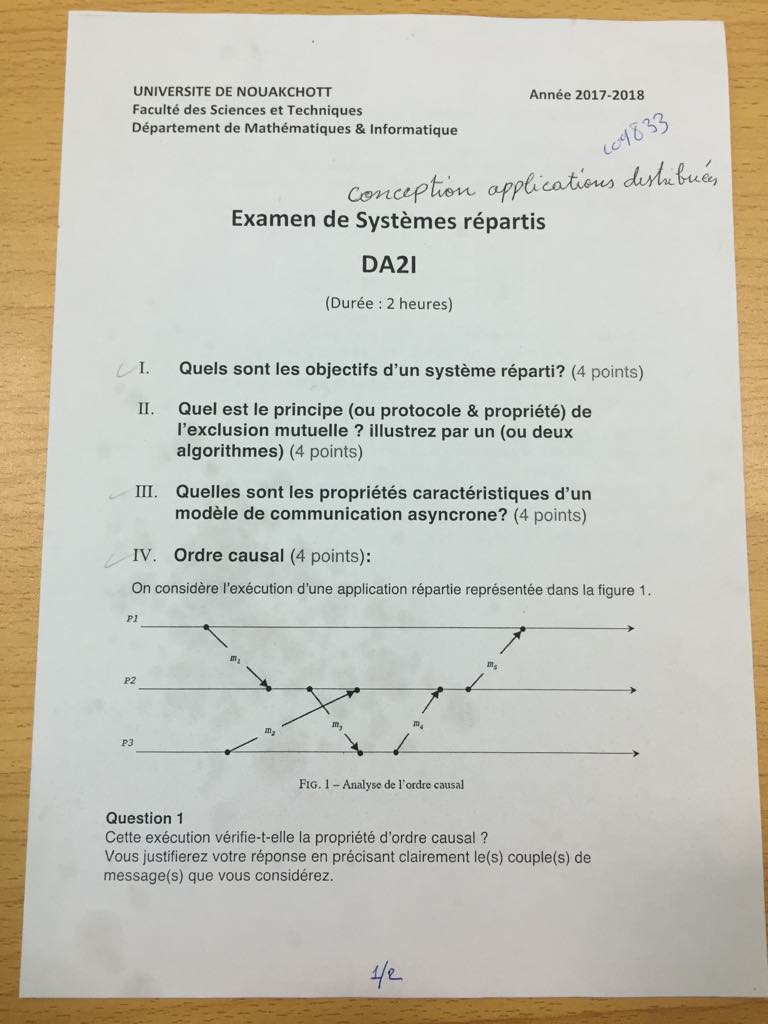 UNIVERSITE DE NOUAKCHOTT Année 2017-2018
Faculté des Sciences et Techniques
Département de Mathématiques & Informatique
conception applications distribuées
Examen de Systèmes répartis
DA2I
(Durée : 2 heures)
I. Quels sont les objectifs d'un système réparti? (4 points)
II. Quel est le principe (ou protocole & propriété) de
l'exclusion mutuelle ? illustrez par un (ou deux
algorithmes) (4 points)
III. Quelles sont les propriétés caractéristiques d'un
modèle de communication asyncrone? (4 points)
IV. Ordre causal (4 points):
On considère l'exécution d'une application répartie représentée dans la figure 1.
P1
m1
m5
P2
m2 m3 m4
P3
FIG. 1 – Analyse de l'ordre causal
Question 1
Cette exécution vérifie-t-elle la propriété d'ordre causal ?
Vous justifierez votre réponse en précisant clairement le(s) couple(s) de
message(s) que vous considérez.
1/2